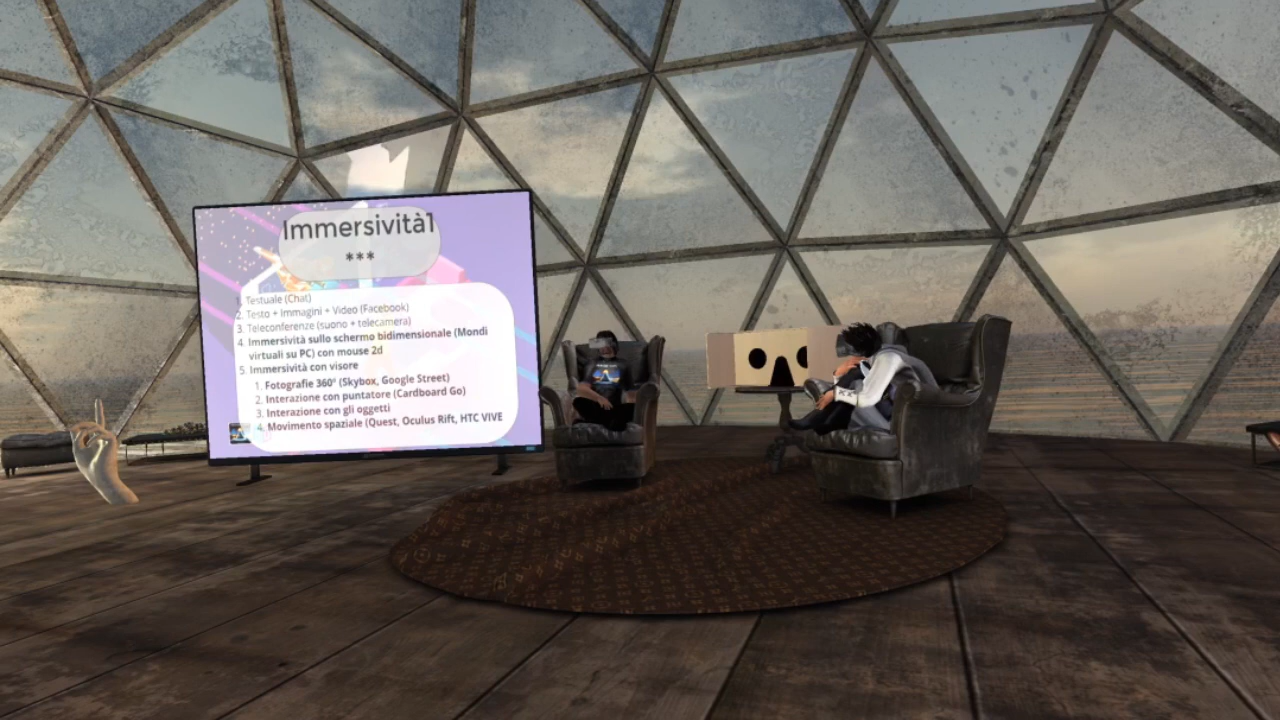 Immersività1
***
1. Testuale (Chat)
2. Testo + Immagini + Video (Facebook)
3. Teleconferenze (suono + telecamera)
4. Immersività sullo schermo bidimensionale (Mondi
virtuali su PC) con mouse 2d
5. Immersività con visore
1. Fotografie 360° (Skybox, Google Street)
2. Interazione con puntatore (Cardboard Go)
3. Interazione con gli oggetti
4. Movimento spaziale (Quest, Oculus Rift, HTC VIVE